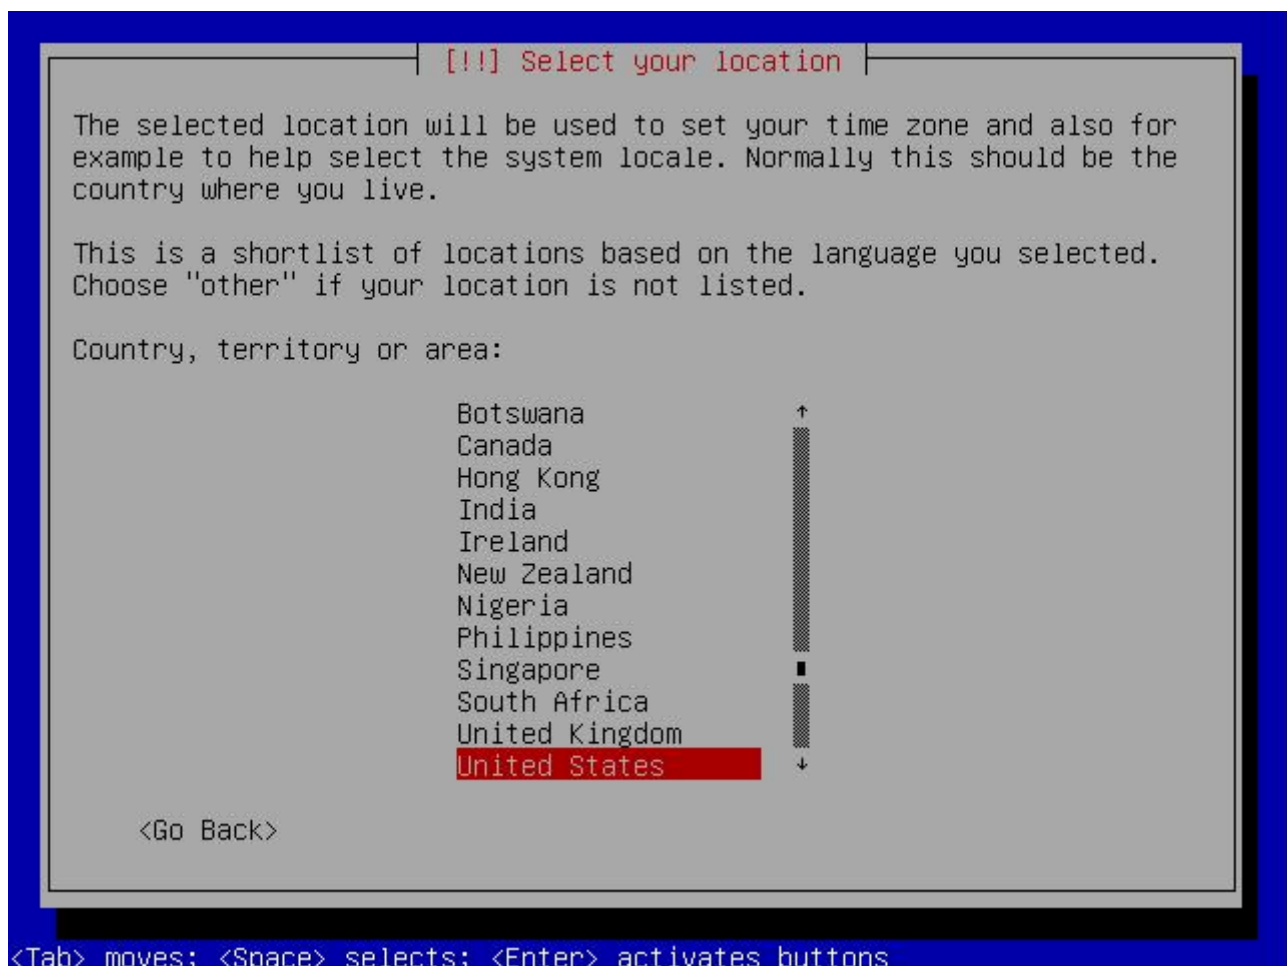 [!!] Select your location
The selected location will be used to set your time zone and also for
example to help select the system locale. Normally this should be the
country where you live.
This is a shortlist of locations based on the language you selected.
Choose "other" if your location is not listed.
Country, territory or area:
Botswana
Canada
Hong Kong
India
Ireland
New Zealand
Nigeria
Philippines
Singapore
South Africa
United Kingdom
United States
<Go Back>
<Tab> moves; <Space> selects; <Enter> activates buttons